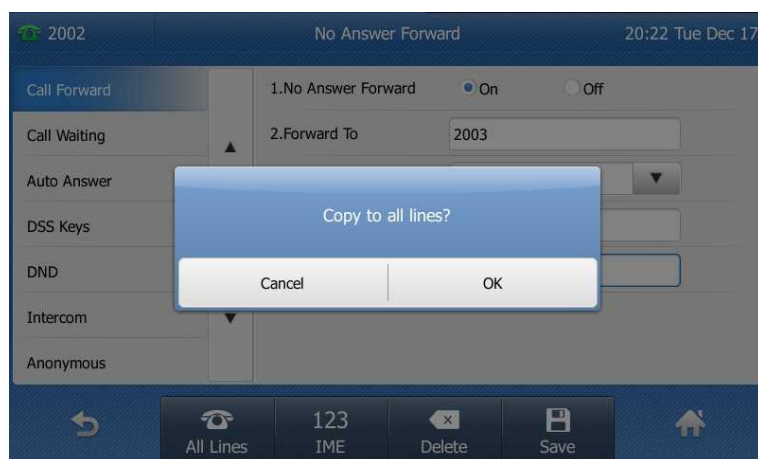 2002 No Answer Forward 20:22 Tue Dec 17
Call Forward
Call Waiting
Auto Answer
DSS Keys
DND
Intercom
Anonymous
1.No Answer Forward On Off
2.Forward To 2003
Copy to all lines?
Cancel OK
123
All Lines IME Delete Save